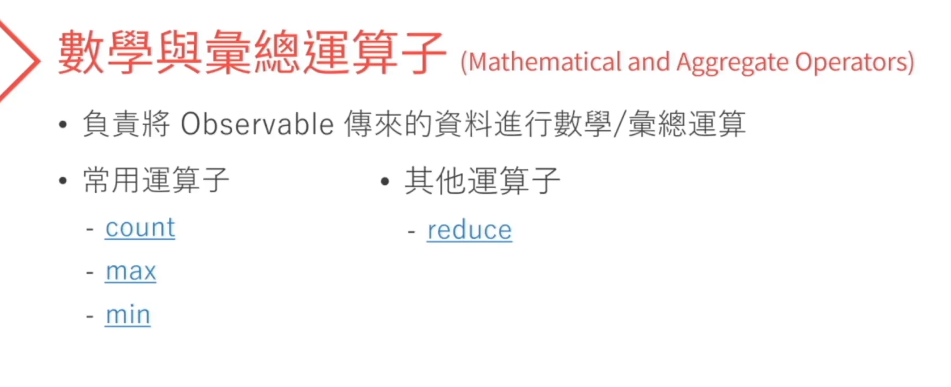 數學與彙總運算子 (Mathematical and Aggregate Operators)
• 負責將 Observable 傳來的資料進行數學/彙總運算
• 常用運算子
- count
- max
- min
• 其他運算子
- reduce